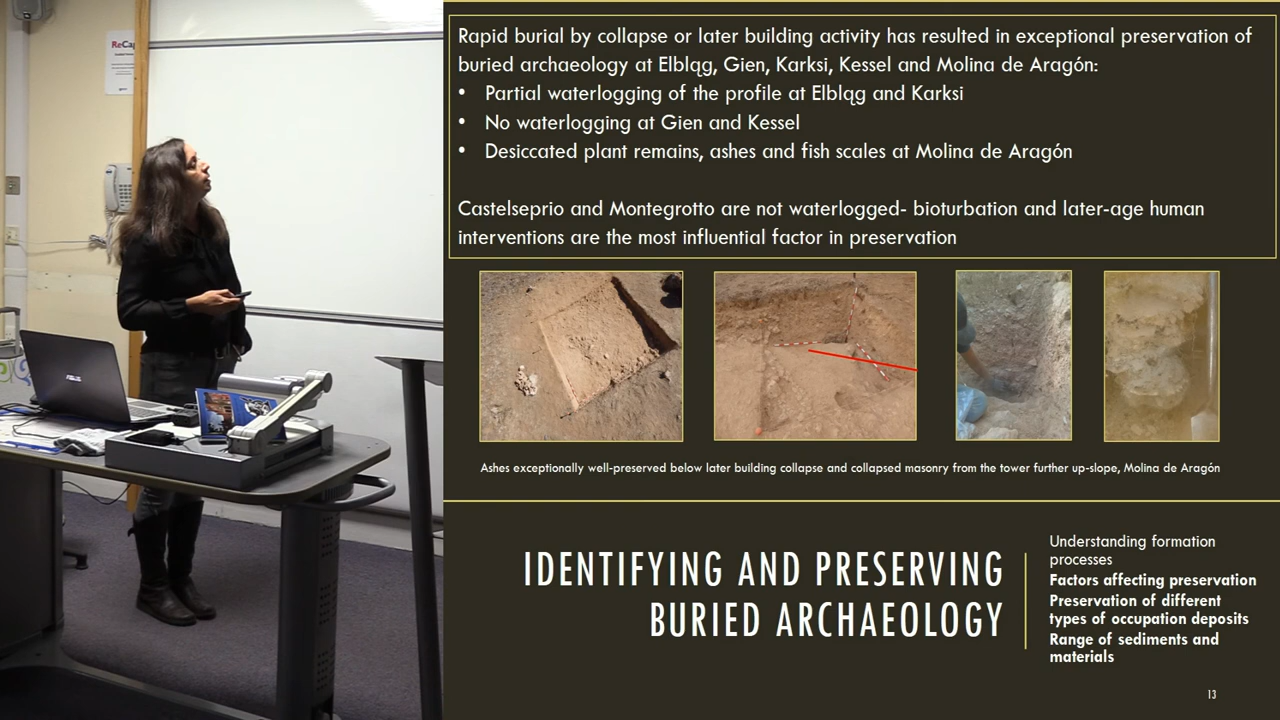 ReCap
Rapid burial by collapse or later building activity has resulted in exceptional preservation of
buried archaeology at Elbląg, Gien, Karksi, Kessel and Molina de Aragón:
• Partial waterlogging of the profile at Elbląg and Karksi
• No waterlogging at Gien and Kessel
• Desiccated plant remains, ashes and fish scales at Molina de Aragón
Castelseprio and Montegrotto are not waterlogged- bioturbation and later-age human
interventions are the most influential factor in preservation
Ashes exceptionally well-preserved below later building collapse and collapsed masonry from the tower further up-slope, Molina de Aragón
IDENTIFYING AND PRESERVING
BURIED ARCHAEOLOGY
Understanding formation
processes
Factors affecting preservation
Preservation of different
types of occupation deposits
Range of sediments and
materials
13
ASUS